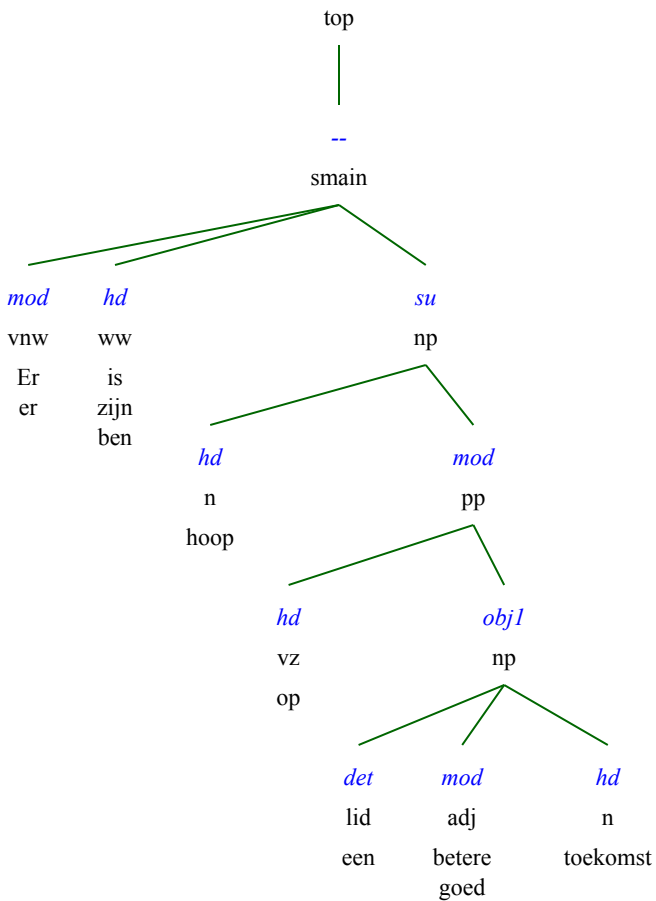 top
--
smain
mod hd su
vnw ww np
Er is
er zijn
ben
hd mod
n pp
hoop
hd obj1
vz np
op
det mod hd
lid adj n
een betere toekomst
goed